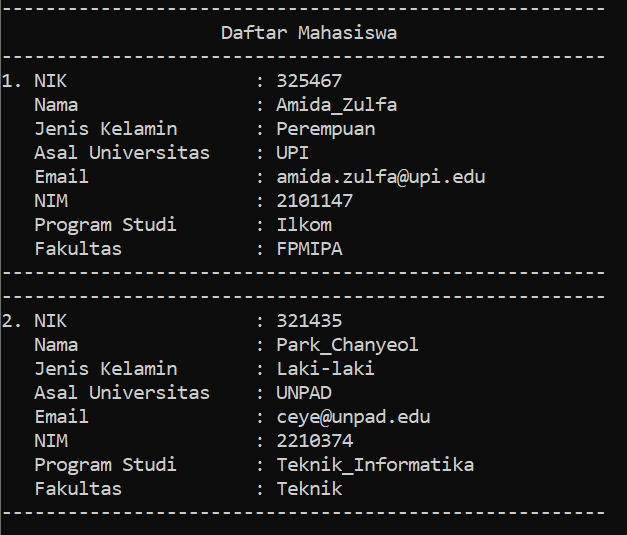 -------------------------------------------------------
Daftar Mahasiswa
-------------------------------------------------------
1. NIK                 : 325467
   Nama                : Amida_Zulfa
   Jenis Kelamin       : Perempuan
   Asal Universitas    : UPI
   Email               : amida.zulfa@upi.edu
   NIM                 : 2101147
   Program Studi       : Ilkom
   Fakultas            : FPMIPA
-------------------------------------------------------
-------------------------------------------------------
2. NIK                 : 321435
   Nama                : Park_Chanyeol
   Jenis Kelamin       : Laki-laki
   Asal Universitas    : UNPAD
   Email               : ceye@unpad.edu
   NIM                 : 2210374
   Program Studi       : Teknik_Informatika
   Fakultas            : Teknik
-------------------------------------------------------